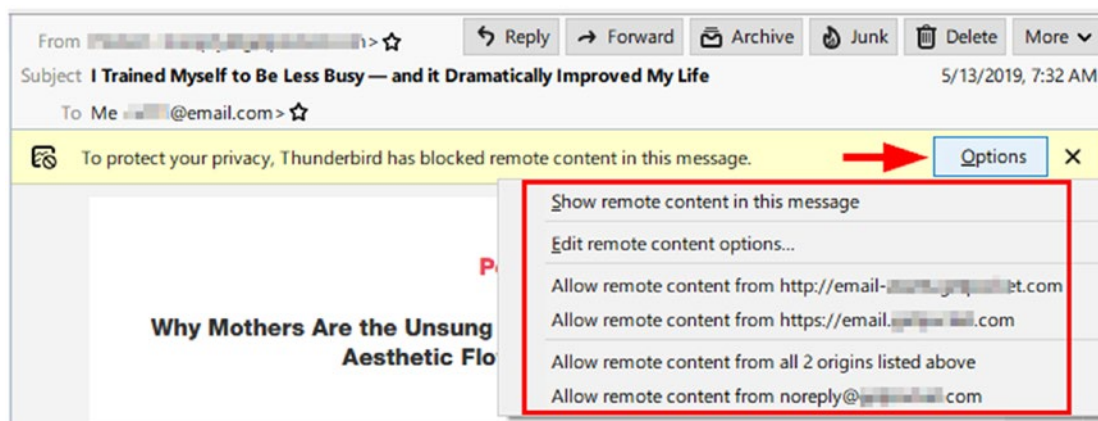 From > Reply Forward Archive Junk Delete More
Subject I Trained Myself to Be Less Busy — and it Dramatically Improved My Life 5/13/2019, 7:32 AM
To Me @email.com>
To protect your privacy, Thunderbird has blocked remote content in this message. Options
Show remote content in this message
Edit remote content options...
Allow remote content from http://email- et.com
Allow remote content from https://email. .com
Allow remote content from all 2 origins listed above
Allow remote content from noreply@ .com
Why Mothers Are the Unsung
Aesthetic